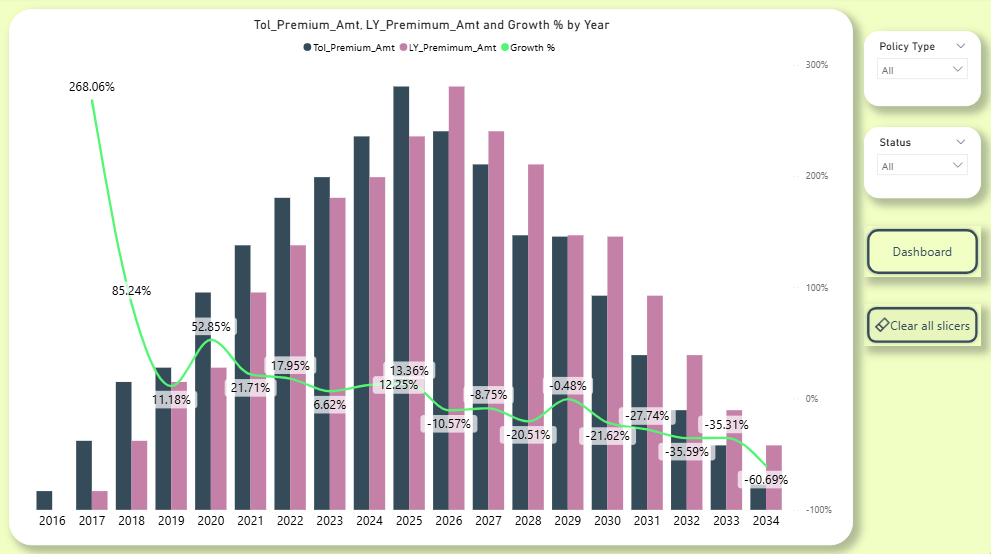 Tol_Premium_Amt, LY_Premimum_Amt and Growth % by Year
Tol_Premium_Amt LY_Premimum_Amt Growth %
300%
200%
100%
0%
-100%
268.06%
85.24%
11.18%
52.85%
21.71%
17.95%
6.62%
12.25%
13.36%
-10.57%
-8.75%
-20.51%
-0.48%
-21.62%
-27.74%
-35.59%
-35.31%
-60.69%
2016 2017 2018 2019 2020 2021 2022 2023 2024 2025 2026 2027 2028 2029 2030 2031 2032 2033 2034
Policy Type
All
Status
All
Dashboard
Clear all slicers